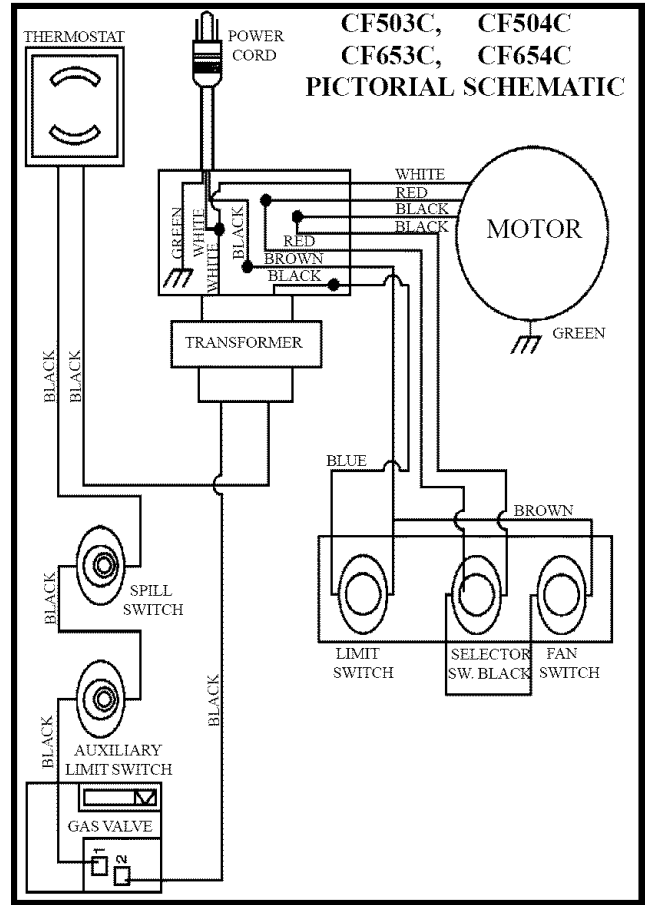 CF503C, CF504C
CF653C, CF654C
PICTORIAL SCHEMATIC
THERMOSTAT
POWER
CORD
WHITE
RED
BLACK
BLACK
MOTOR
GREEN
GREEN
WHITE
WHITE
BLACK
RED
BROWN
BLACK
TRANSFORMER
BLACK
BLACK
BLUE
BROWN
SPILL
SWITCH
BLACK
LIMIT
SWITCH
SELECTOR
SW. BLACK
FAN
SWITCH
BLACK
BLACK
AUXILIARY
LIMIT SWITCH
GAS VALVE
1
2